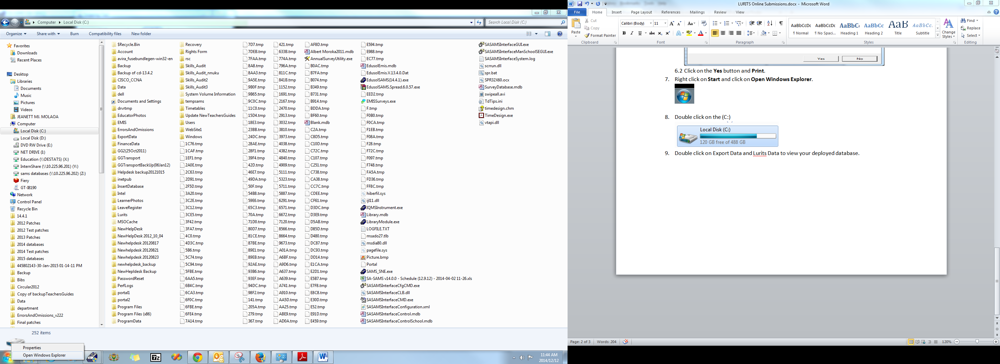 Computer ▸ Local Disk (C:)
Search Local Disk (C:)
Organize Share with Burn Compatibility files New folder
Favorites
Downloads
Recent Places
Desktop
Libraries
Documents
Music
Pictures
Videos
JEANETT MJ. MOLAOA
Computer
Local Disk (C:)
Local Disk (D:)
DVD RW Drive (E:)
NET DRIVE (I:)
Education (\\DESTATS) (X:)
InternShare (\\10.225.96.201) (Y:)
sams databases (\\10.225.96.202) (Z:)
Fiery
GT-I8190
Network
Control Panel
Recycle Bin
14.4.1
2012 Patches
2012 Test patches
2013 Patches
2014 databases
2014 Test patches
2015 databases
445802143-30-Jan-2015 01-14-11 PM
Backup
Bibs
Circular2012
Copy of backupTeachersGuides
Data
department
ErrorsAndOmissions_v222
Final patches
$Recycle.Bin
Account
avira_fusebundlegen-win32-en
Backup
Backup of cd-13.4.2
CISCO_CCNA
Data
dell
Documents and Settings
drvrtmp
EducatorPhotos
EMIS
ErrorsAndOmissions
ExportData
FinanceData
GG2(25Oct2011)
GGTransport
GGTransportBackUp(06Jan12)
Helpdesk backup20121015
inetpub
InsertDatabase
Intel
LearnerPhotos
LeaveRegister
Lurits
MSOCache
NewHelpDesk
NewHelpDesk 2012_10_04
Newhelpdesk 20120817
Newhelpdesk 20120821
Newhelpdesk 20120823
newhelpdesk_backup
NewHepldesk Backup
PasswordReset
PerfLogs
portal1
portal2
Program Files
Program Files (x86)
ProgramData
Recovery
Rights Form
rsc
Skills_Audit
Skills_Audit_nnuku
Skills_Audit2
Skills_Audit3
System Volume Information
tempsams
Timetables
Update NewTeachersGuides
Users
WebSite1
Windows
1C76.tmp
1CAF.tmp
1EF1.tmp
2A0E.tmp
2C63.tmp
2D91.tmp
2F5D.tmp
3A20.tmp
3C2E.tmp
3C12.tmp
3CE5.tmp
3F42.tmp
3FA7.tmp
4C0.tmp
4D3C.tmp
5B6.tmp
5C74.tmp
5C94.tmp
5FBE.tmp
6AA5.tmp
6B4C.tmp
6CA3.tmp
6F0C.tmp
6FBE.tmp
6FE4.tmp
7A14.tmp
7D7.tmp
7DEB.tmp
7FAA.tmp
8A8.tmp
8AA3.tmp
9A5E.tmp
9B0F.tmp
9B65.tmp
9C0C.tmp
11C0.tmp
15D4.tmp
18E3.tmp
23BB.tmp
24DC.tmp
28AE.tmp
28F1.tmp
39F4.tmp
42D.tmp
46E7.tmp
49DA.tmp
50F.tmp
54B8.tmp
59E6.tmp
65C3.tmp
70A.tmp
71D0.tmp
80D7.tmp
81CE.tmp
87BE.tmp
89E1.tmp
89EB.tmp
92AE.tmp
93B6.tmp
93EF.tmp
94DC.tmp
98F2.tmp
141.tmp
205A.tmp
279.tmp
367.tmp
421.tmp
633B.tmp
774A.tmp
796A.tmp
811C.tmp
841B.tmp
1152.tmp
1691.tmp
2167.tmp
2470.tmp
2913.tmp
3032.tmp
3810.tmp
3973.tmp
4038.tmp
4382.tmp
4840.tmp
4909.tmp
5111.tmp
5323.tmp
5711.tmp
5887.tmp
6291.tmp
6571.tmp
6672.tmp
7120.tmp
8566.tmp
8664.tmp
9673.tmp
A01A.tmp
A6BF.tmp
A9D6.tmp
A637.tmp
A639.tmp
A741.tmp
A910.tmp
AA5D.tmp
AA25.tmp
ABE9.tmp
AD0A.tmp
AF8D.tmp
Albert Moroka2011.mdb
AnnualSurveyUtility.exe
B0AC.tmp
B7FA.tmp
B074.tmp
B349.tmp
B731.tmp
B914.tmp
BDDA.tmp
BF60.tmp
Blank.mdb
C2A.tmp
C8D5.tmp
C10D.tmp
C72C.tmp
C107.tmp
C251.tmp
C738.tmp
CA38.tmp
CC7C.tmp
CDEE.tmp
CF61.tmp
D3DC.tmp
D3E9.tmp
D5AB.tmp
D85D.tmp
D480.tmp
DC87.tmp
DC93.tmp
DD14.tmp
E1CA.tmp
E2D1.tmp
E5B7.tmp
E7F8.tmp
E8C8.tmp
E30D.tmp
E52.tmp
E91D.tmp
E459.tmp
E594.tmp
E988.tmp
EC77.tmp
EdusolEmis.mdb
EdusolEmis.V.13.4.0.Dat
EdusolSAMS(14.4.1).exe
EdusolSAMS.Spread.6.0.57.exe
EED2.tmp
EMISSurveys.exe
F.tmp
F0B0.tmp
F0CA.tmp
F1EB.tmp
F08A.tmp
F28.tmp
F72C.tmp
F097.tmp
F748.tmp
FA5A.tmp
FD36.tmp
FF8C.tmp
hiberfil.sys
ijl11.dll
IQMSInstrument.exe
Library.mdb
LibraryModule.exe
LOGFILE.TXT
msado27.tlb
msdia80.dll
pagefile.sys
Picture.bmp
Portal
SAMS_SNE.exe
SA-SAMS v14.0.0 - Schedule (12.9.12) - 2014-04-02 11-26.xls
SASAMSInterfaceCfgCMD.exe
SASAMSInterfaceCLB.dll
SASAMSInterfaceCMD.exe
SASAMSInterfaceConfiguration.xml
SASAMSInterfaceControl.mdb
SASAMSInterfaceControlSchool.mdb
SASAMSInterfaceGUI.exe
SASAMSInterfaceManSchoolSEGUI.exe
SASAMSInterfaceSystem.log
scrrun.dll
spr.bat
SPR32X60.ocx
SurveyDatabase.mdb
swipeall.avi
TdTips.ini
timedesign.chm
TimeDesign.exe
vtapi.dll
252 items
Properties
Open Windows Explorer
7z
11:44 AM
2014/12/12
LURITS Online Submissions.docx - Microsoft Word
File Home Insert Page Layout References Mailings Review View
Paste
Cut
Copy
Format Painter
Clipboard
Calibri (Body) 11
Font
Paragraph
AaBbCcDc AaBbCcDc AaBbC AaBbCc AaB AaBbCc.
¶ Normal ¶ No Spaci... Heading 1 Heading 2 Title Subtitle
Change
Styles
Styles
Find
Replace
Select
Editing
Yes No
6.2 Click on the Yes button and Print.
7. Right click on Start and click on Open Windows Explorer.
8. Double click on the (C:)
Local Disk (C:)
120 GB free of 488 GB
9. Double click on Export Data and Lurits Data to view your deployed database.
Page: 2 of 3 Words: 204
120%